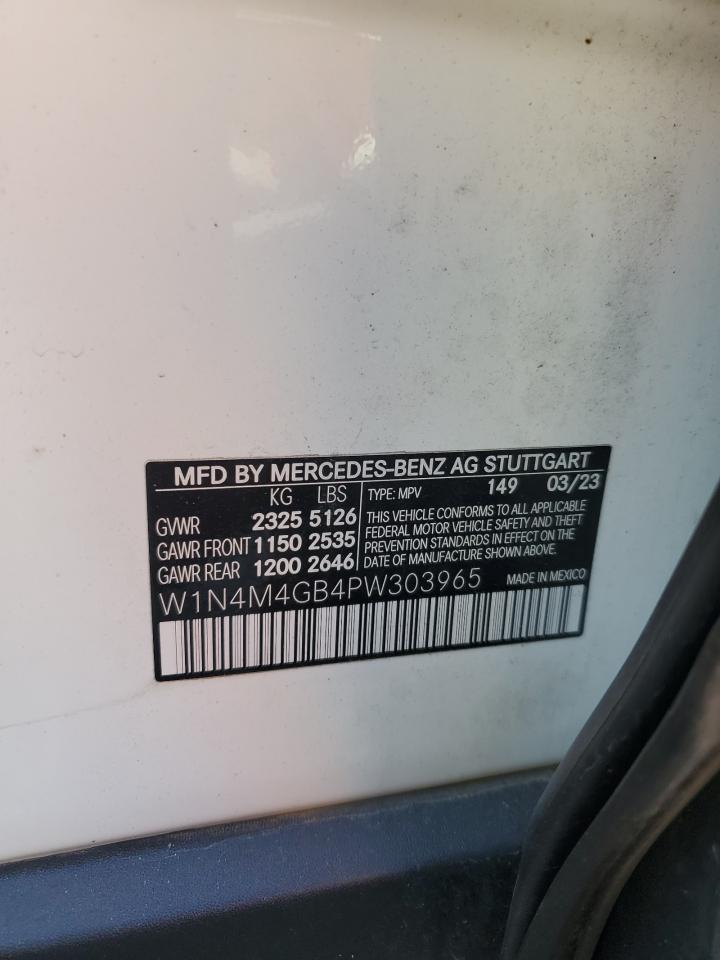 MFD BY MERCEDES-BENZ AG STUTTGART
KG LBS
GVWR 2325 5126
GAWR FRONT 1150 2535
GAWR REAR 1200 2646
TYPE: MPV 149 03/23
THIS VEHICLE CONFORMS TO ALL APPLICABLE
FEDERAL MOTOR VEHICLE SAFETY AND THEFT
PREVENTION STANDARDS IN EFFECT ON THE
DATE OF MANUFACTURE SHOWN ABOVE.
W1N4M4GB4PW303965 MADE IN MEXICO